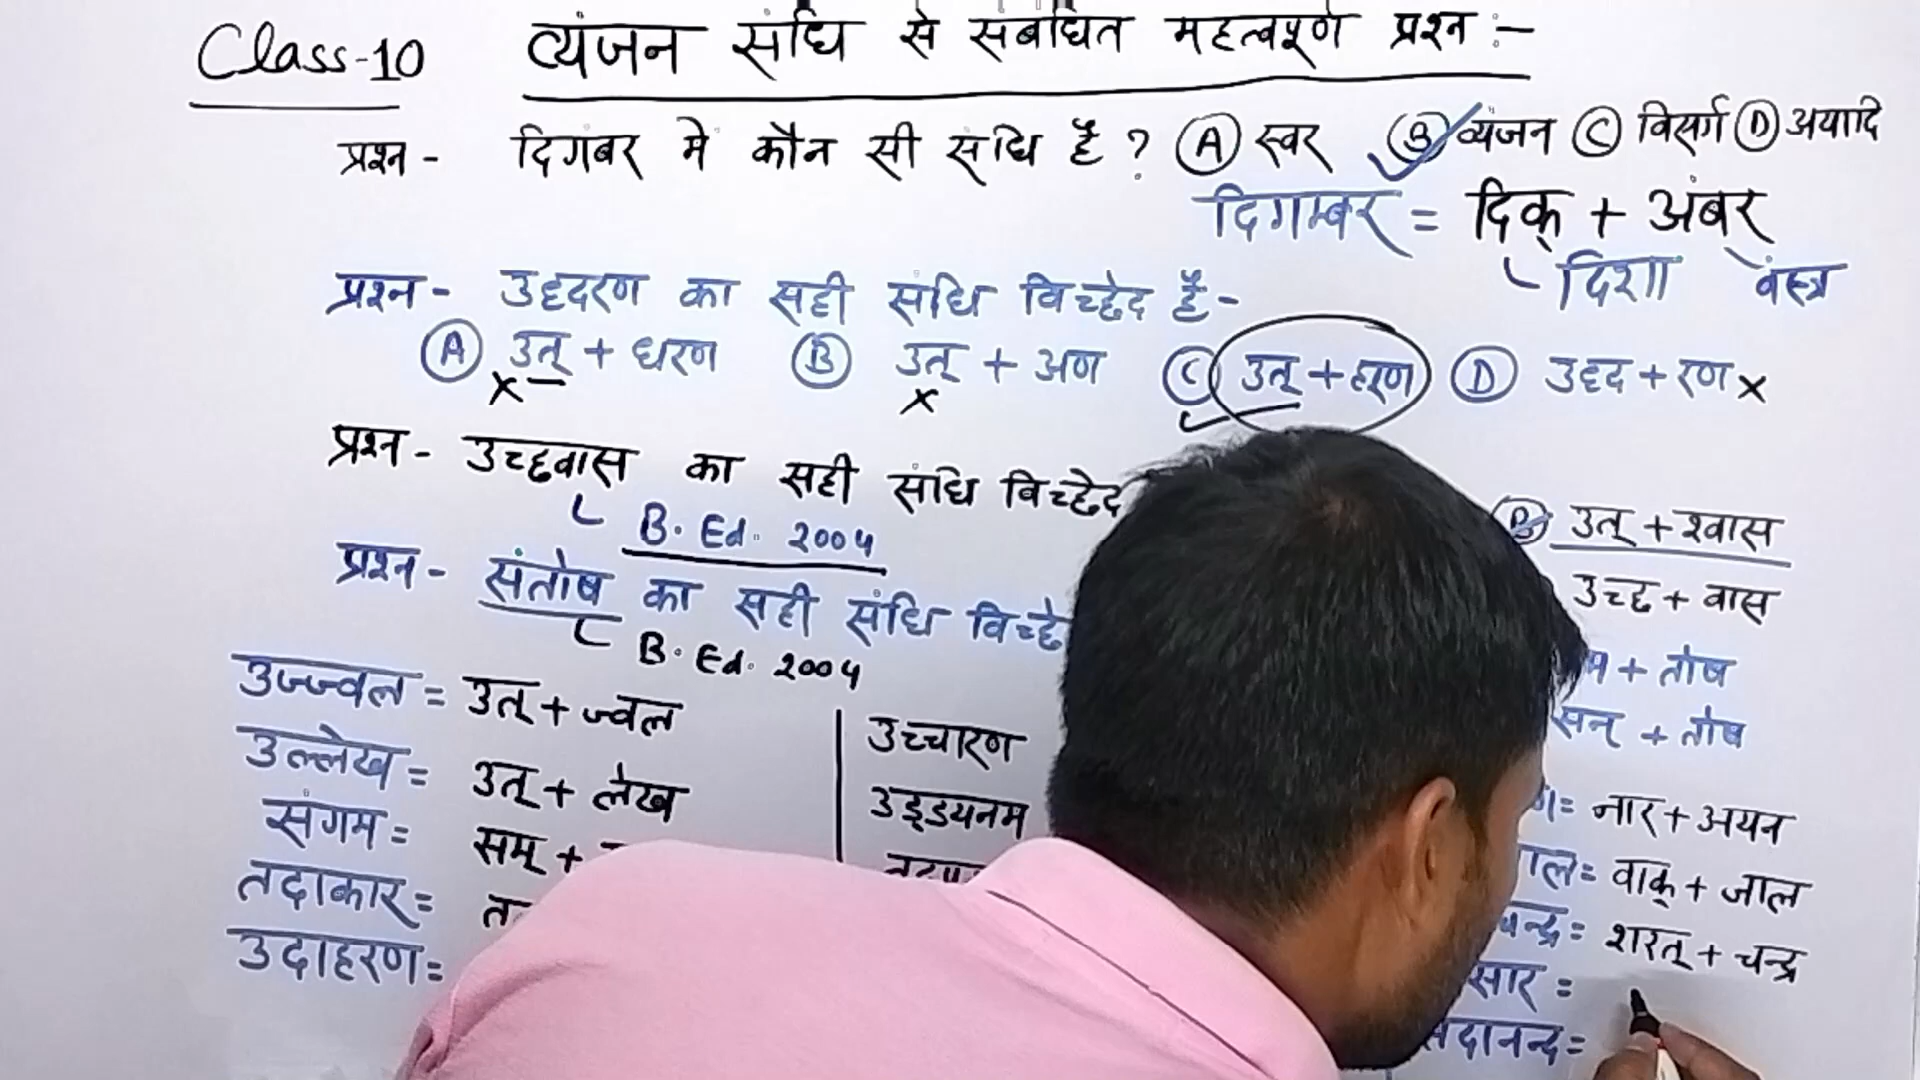 Class-10 व्यंजन संधि से संबंधित महत्वपूर्ण प्रश्न :-
प्रश्न - दिगंबर मे कौन सी संधि है ? (A) स्वर (B) व्यंजन (C) विसर्ग (D) अयादि
दिगम्बर = दिक् + अंबर
दिशा वस्त्र
प्रश्न - उद्दरण का सही संधि विच्छेद है -
(A) उत् + धरण (B) उत् + अण (C) उत् + हरण (D) उद्द + रण
प्रश्न - उच्छवास का सही संधि विच्छेद
(B) उत् + श्वास
B. Ed. 2004
उच्छ + वास
प्रश्न - संतोष का सही संधि विच्छे
+ तोष
B. Ed. 2004
सन् + तोष
उज्ज्वल = उत् + ज्वल
उच्चारण
उल्लेख = उत् + लेख
उड्डयनम
= नार + अयन
संगम = सम् +
= वाक् + जाल
तदाकार =
= शरत् + चन्द्र
उदाहरण =
सार =
सदानन्द =